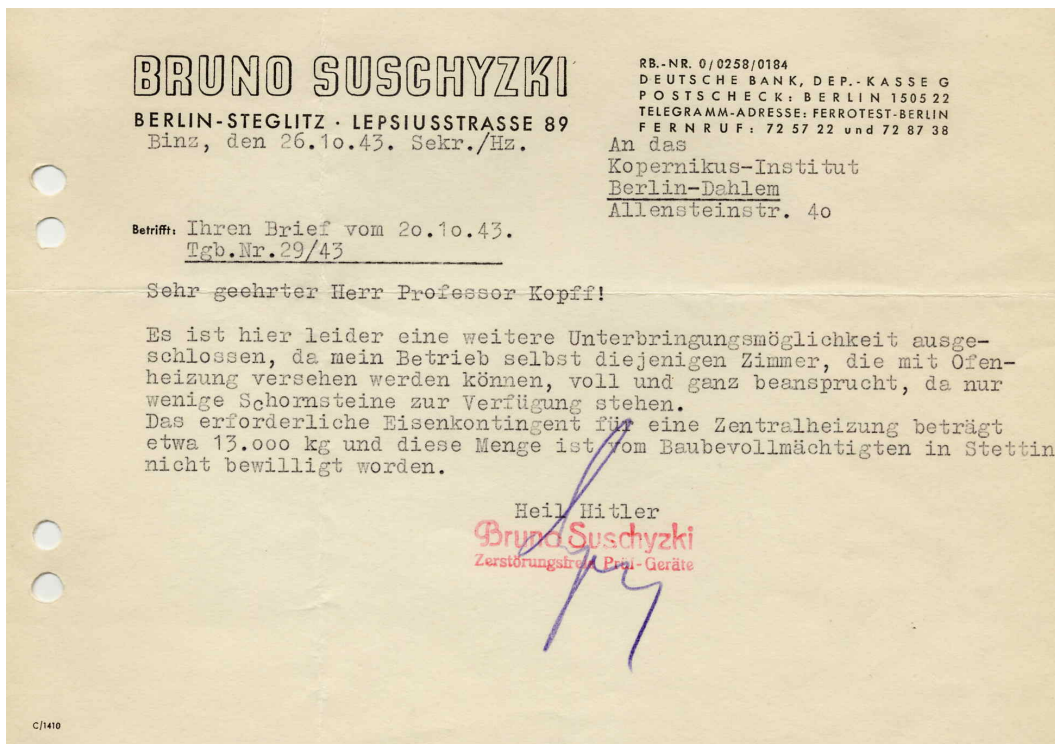 BRUNO SUSCHYZKI
BERLIN-STEGLITZ · LEPSIUSSTRASSE 89
RB.-NR. 0/0258/0184
DEUTSCHE BANK, DEP.-KASSE G
POSTSCHECK: BERLIN 150522
TELEGRAMM-ADRESSE: FERROTEST-BERLIN
FERNRUF: 72 57 22 und 72 87 38
Binz, den 26.1o.43. Sekr./Hz.
An das
Kopernikus-Institut
Berlin-Dahlem
Allensteinstr. 4o
Betrifft: Ihren Brief vom 2o.1o.43.
Tgb.Nr.29/43
Sehr geehrter Herr Professor Kopff!
Es ist hier leider eine weitere Unterbringungsmöglichkeit ausge-
schlossen, da mein Betrieb selbst diejenigen Zimmer, die mit Ofen-
heizung versehen werden können, voll und ganz beansprucht, da nur
wenige Schornsteine zur Verfügung stehen.
Das erforderliche Eisenkontingent für eine Zentralheizung beträgt
etwa 13.ooo kg und diese Menge ist vom Baubevollmächtigten in Stettin
nicht bewilligt worden.
Heil Hitler
Bruno Suschyzki
Zerstörungsfreie Prüf-Geräte
C/1410